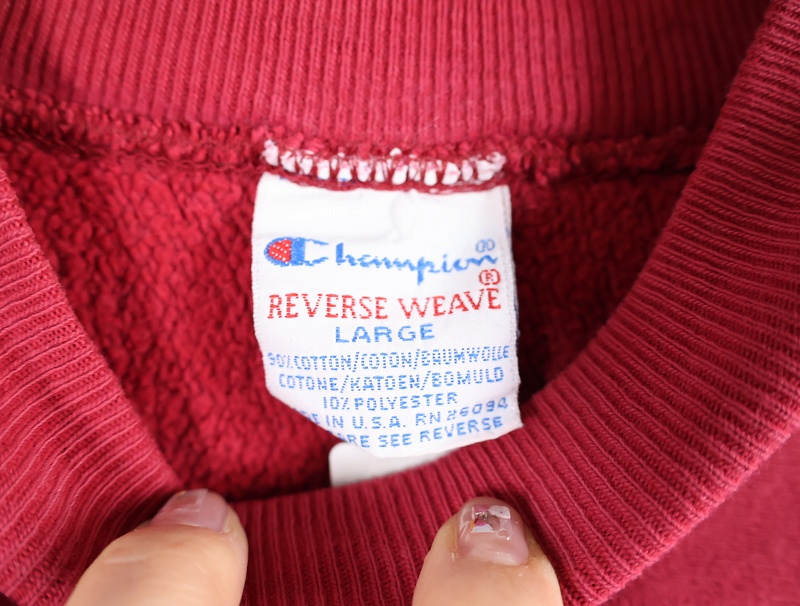 Champion®
REVERSE WEAVE®
LARGE
90% COTTON/COTON/BAUMWOLLE
COTONE/KATOEN/BOMULD
10% POLYESTER
IN U.S.A. RN 26094
SEE REVERSE